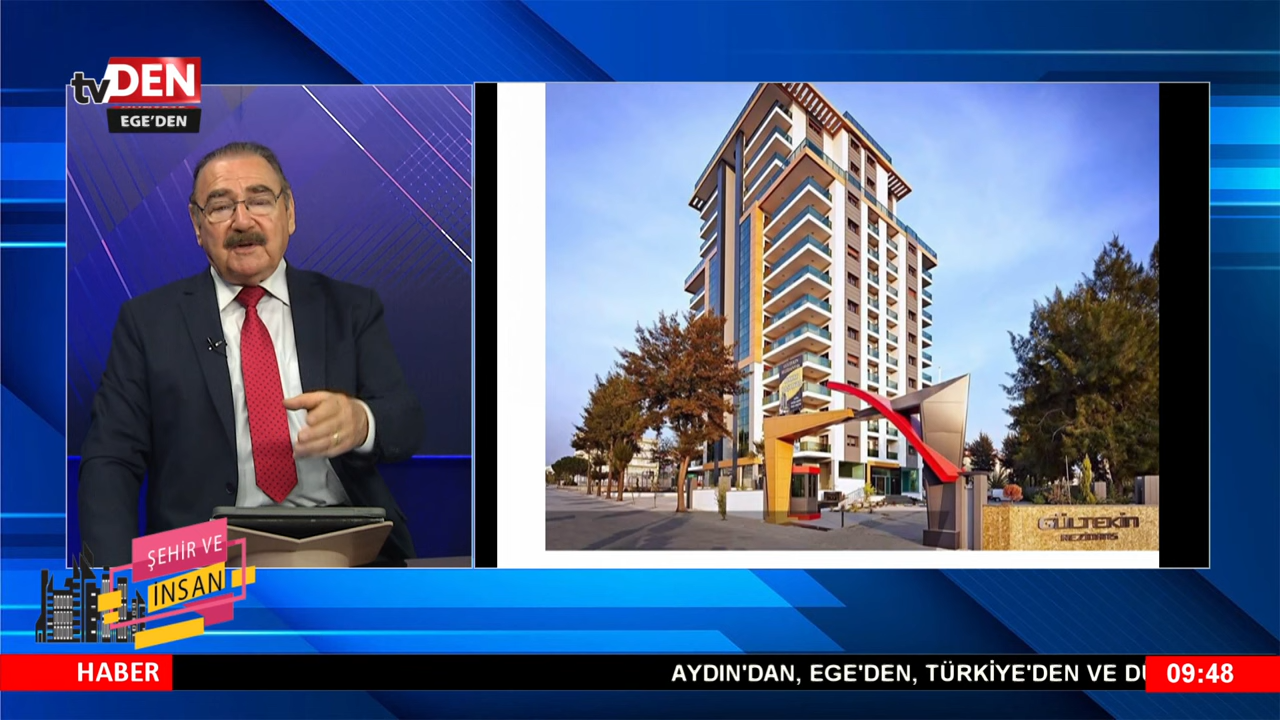 tvDEN
EGE'DEN
GÜLTEKİN
REZİDANS
ŞEHİR VE
İNSAN
HABER
AYDIN'DAN, EGE'DEN, TÜRKİYE'DEN VE DU
09:48